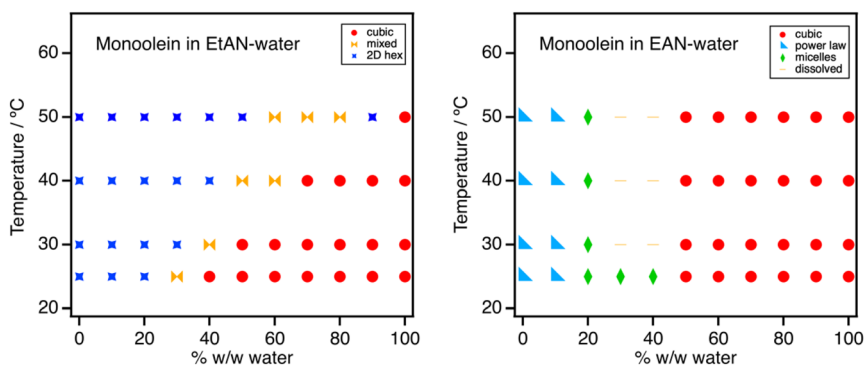 Monoolein in EtAN-water
cubic
mixed
2D hex
Temperature / ºC
60
50
40
30
20
0
20
40
60
80
100
% w/w water
Monoolein in EAN-water
cubic
power law
micelles
dissolved
Temperature / ºC
60
50
40
30
20
0
20
40
60
80
100
% w/w water